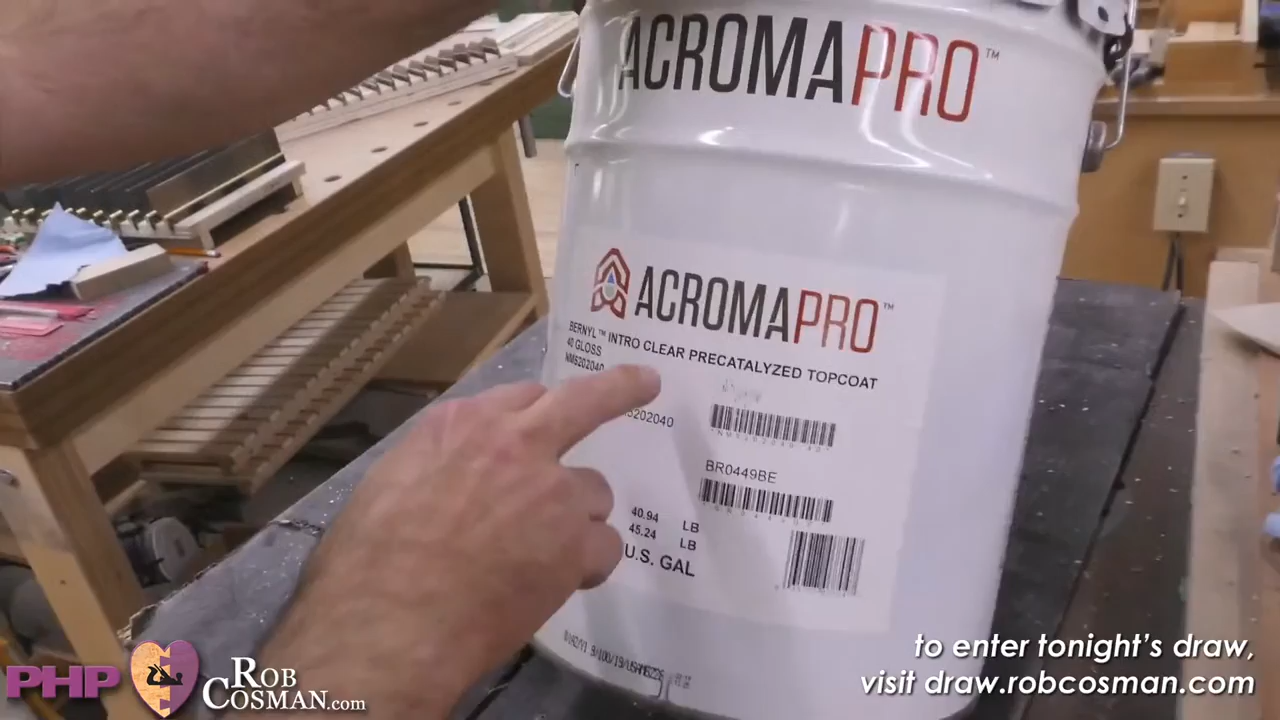 ACROMAPRO™
ACROMAPRO™
BERNYL™ INTRO CLEAR PRECATALYZED TOPCOAT
40 GLOSS
NM5202040
5202040
BR0449BE
40.94 LB
45.24 LB
U.S. GAL
to enter tonight's draw,
visit draw.robcosman.com
PHP
ROB
COSMAN.com